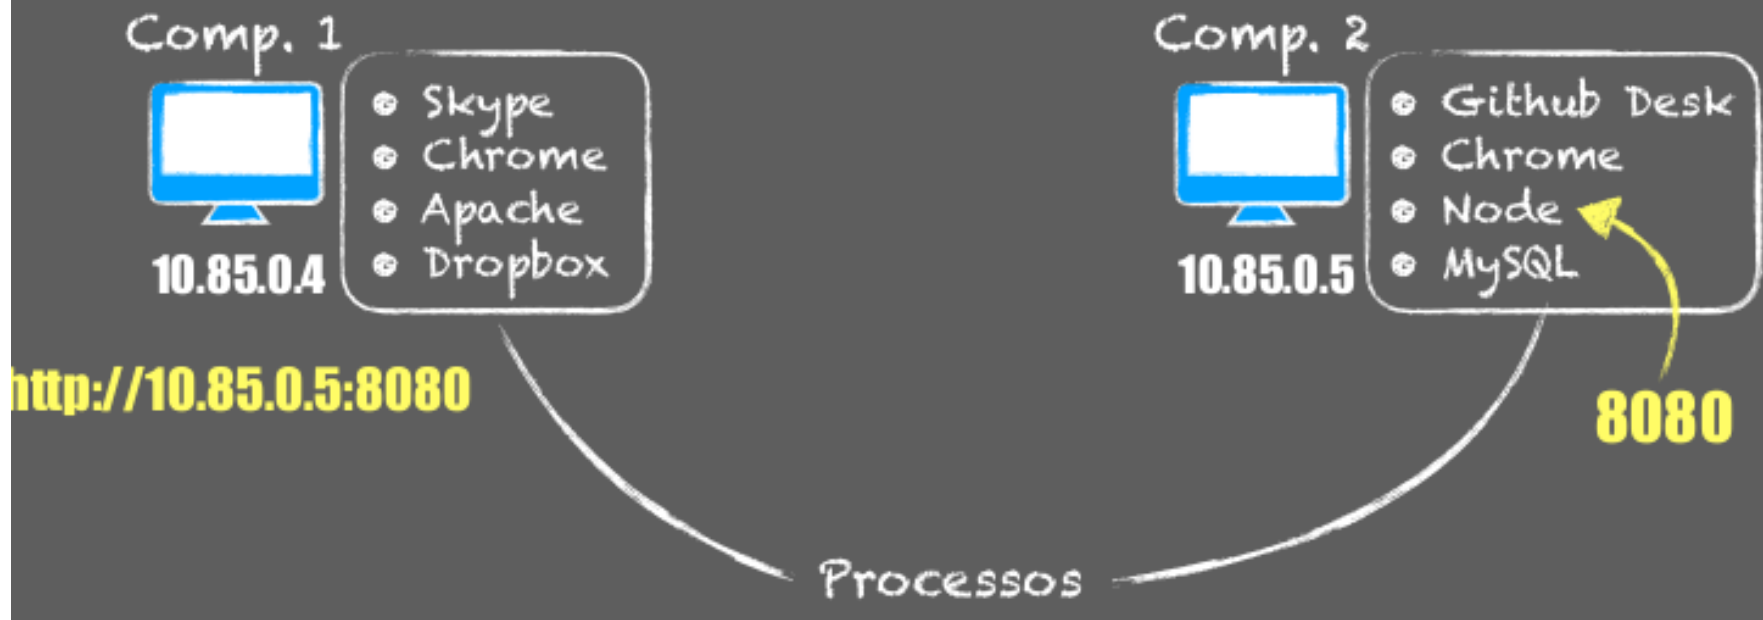 Comp. 1
Skype
Chrome
Apache
Dropbox
10.85.0.4
http://10.85.0.5:8080
Comp. 2
Github Desk
Chrome
Node
MySQL
10.85.0.5
8080
Processos